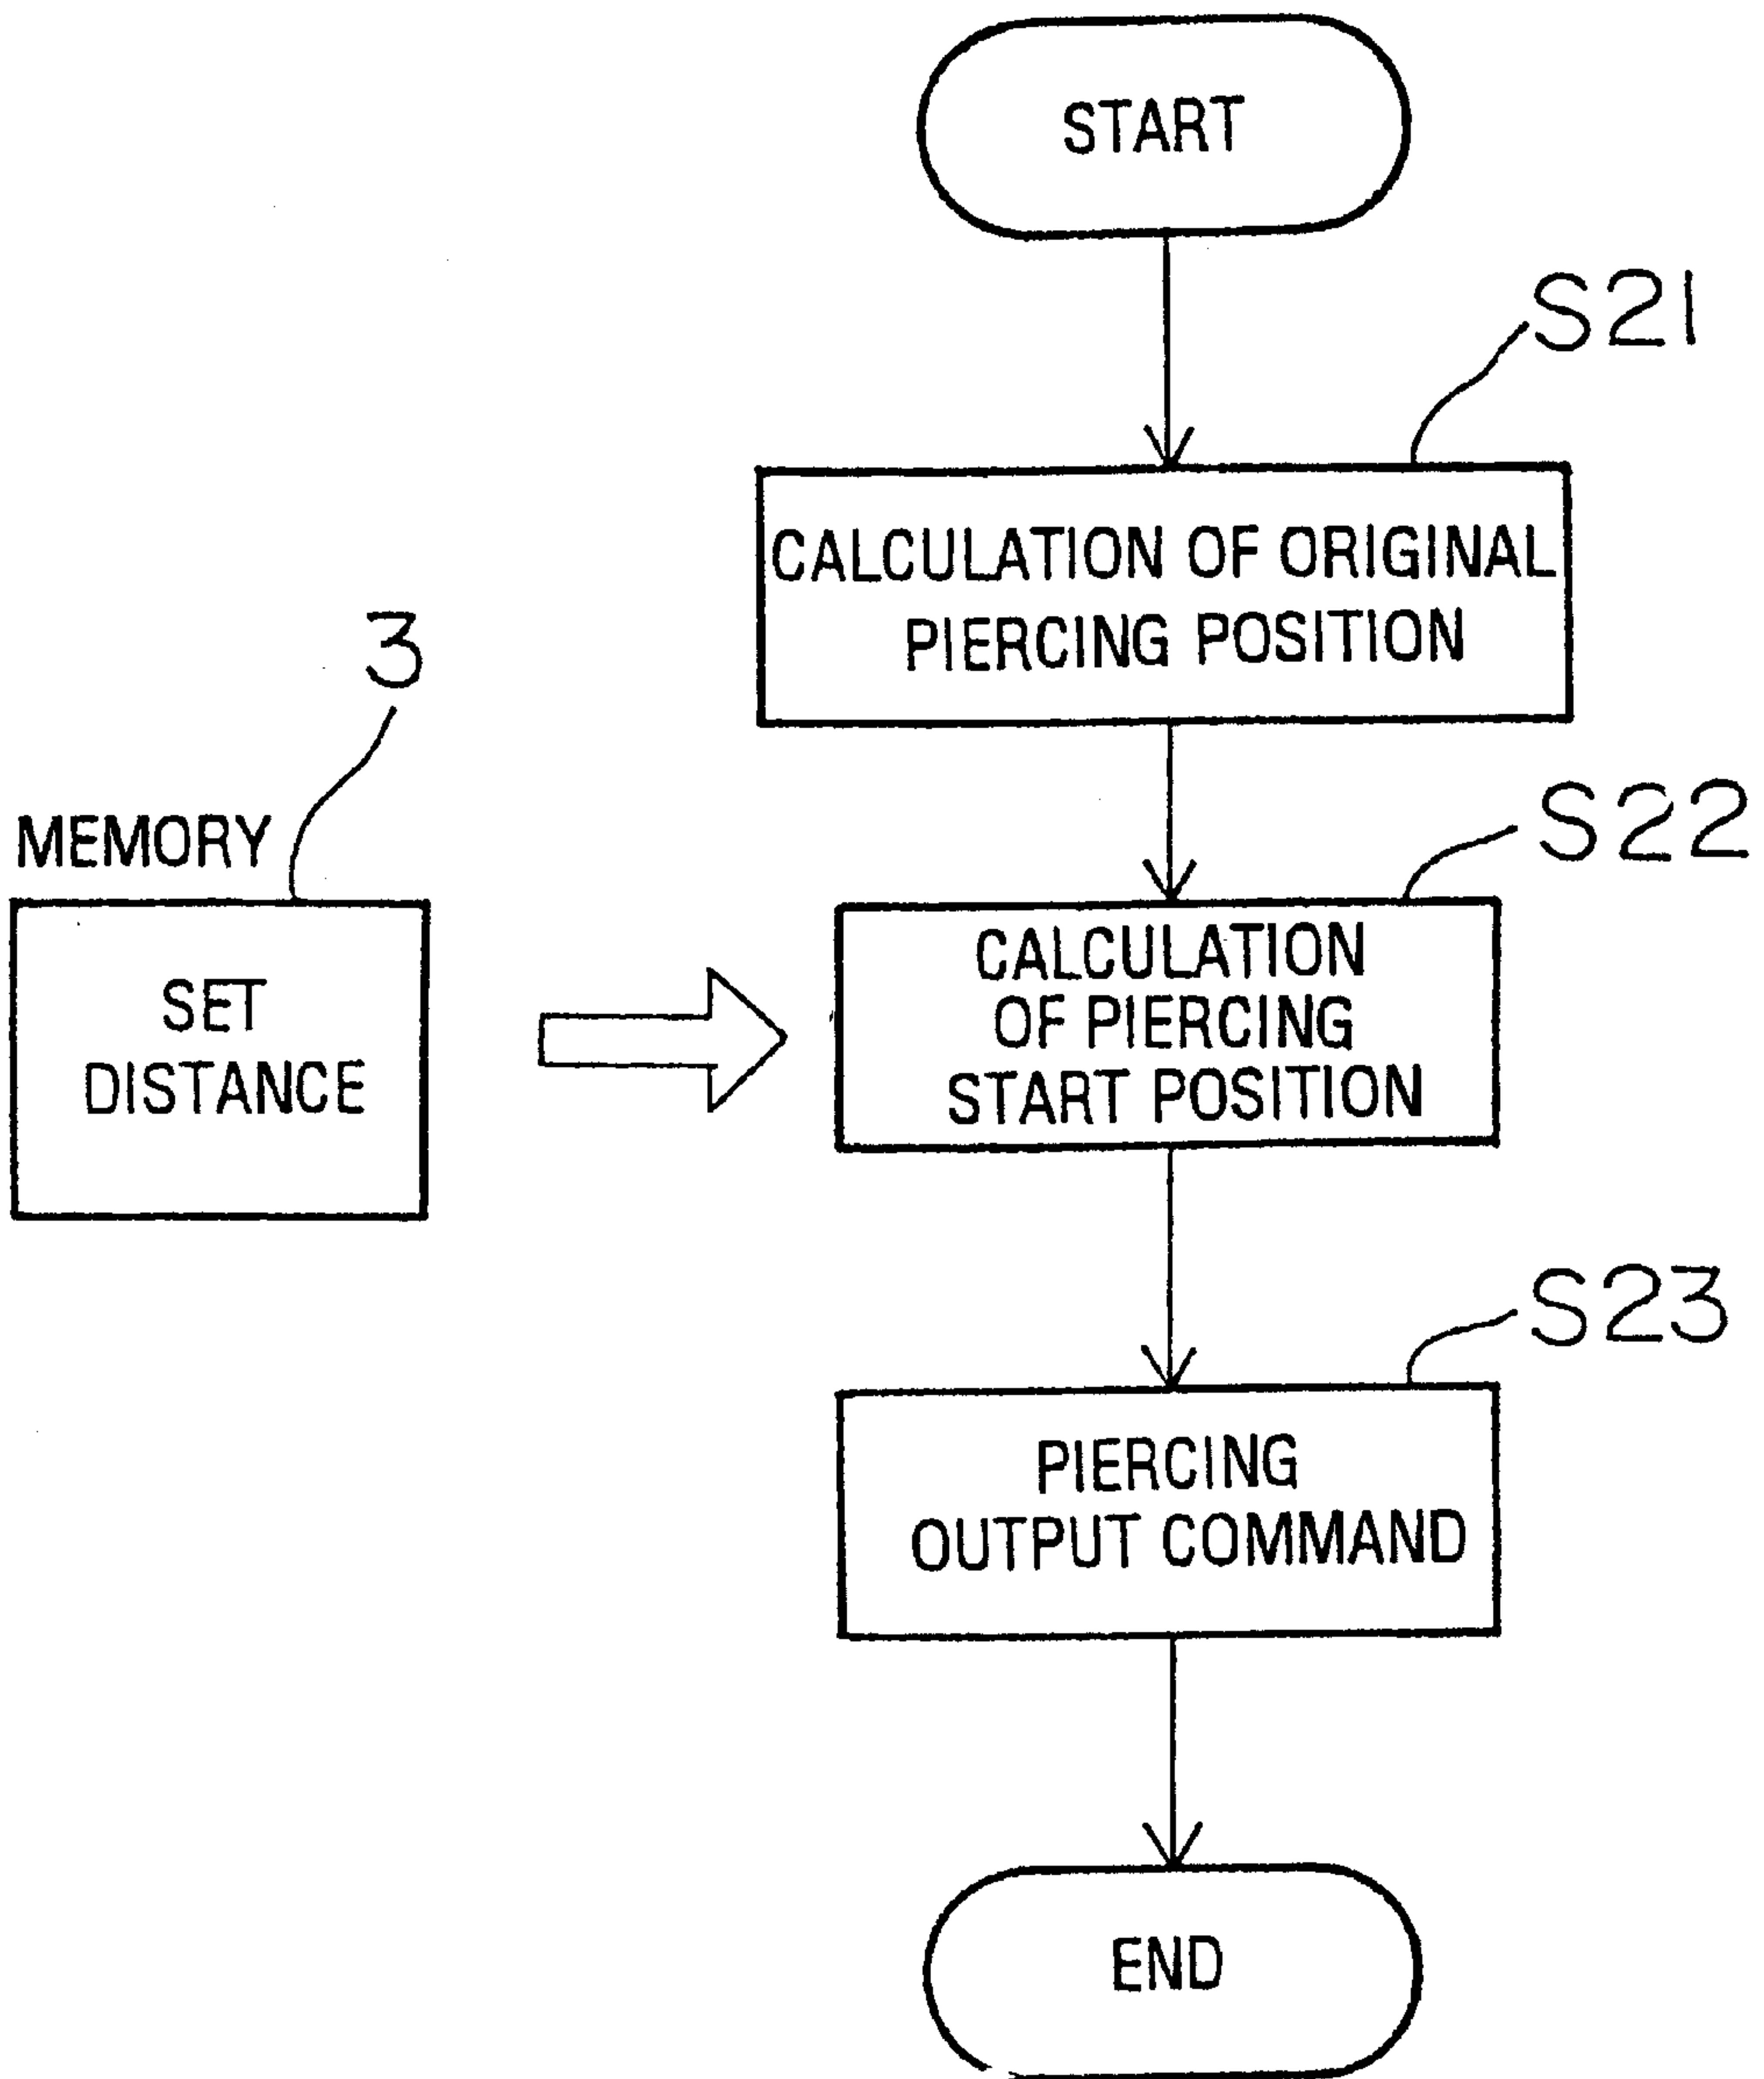 START
S21
CALCULATION OF ORIGINAL
PIERCING POSITION
3
MEMORY
SET
DISTANCE
S22
CALCULATION
OF PIERCING
START POSITION
S23
PIERCING
OUTPUT COMMAND
END